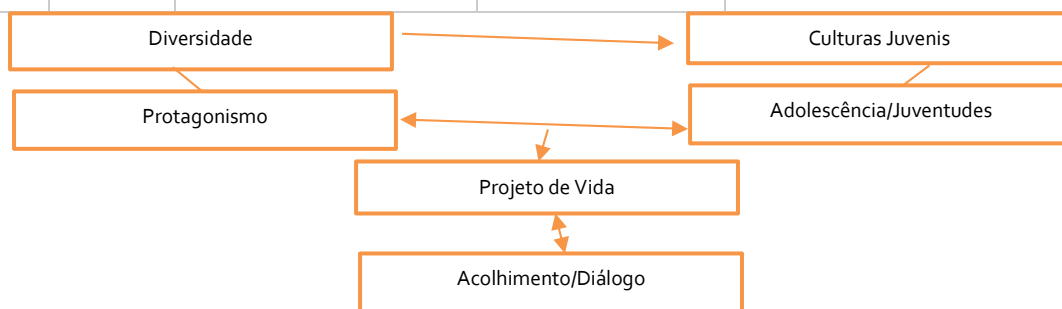 Diversidade
Culturas Juvenis
Protagonismo
Adolescência/Juventudes
Projeto de Vida
Acolhimento/Diálogo